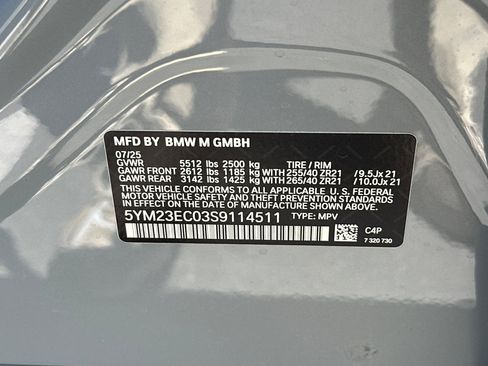 MFD BY BMW M GMBH
07/25
GVWR 5512 lbs 2500 kg TIRE / RIM
GAWR FRONT 2612 lbs 1185 kg WITH 255/40 ZR21 /9.5Jx 21
GAWR REAR 3142 lbs 1425 kg WITH 265/40 ZR21 /10.0Jx 21
THIS VEHICLE CONFORMS TO ALL APPLICABLE U.S. FEDERAL
MOTOR VEHICLE SAFETY AND THEFT PREVENTION STANDARDS
IN EFFECT ON THE DATE OF MANUFACTURE SHOWN ABOVE.
5YM23EC03S9114511 TYPE: MPV
C4P
7 320 730